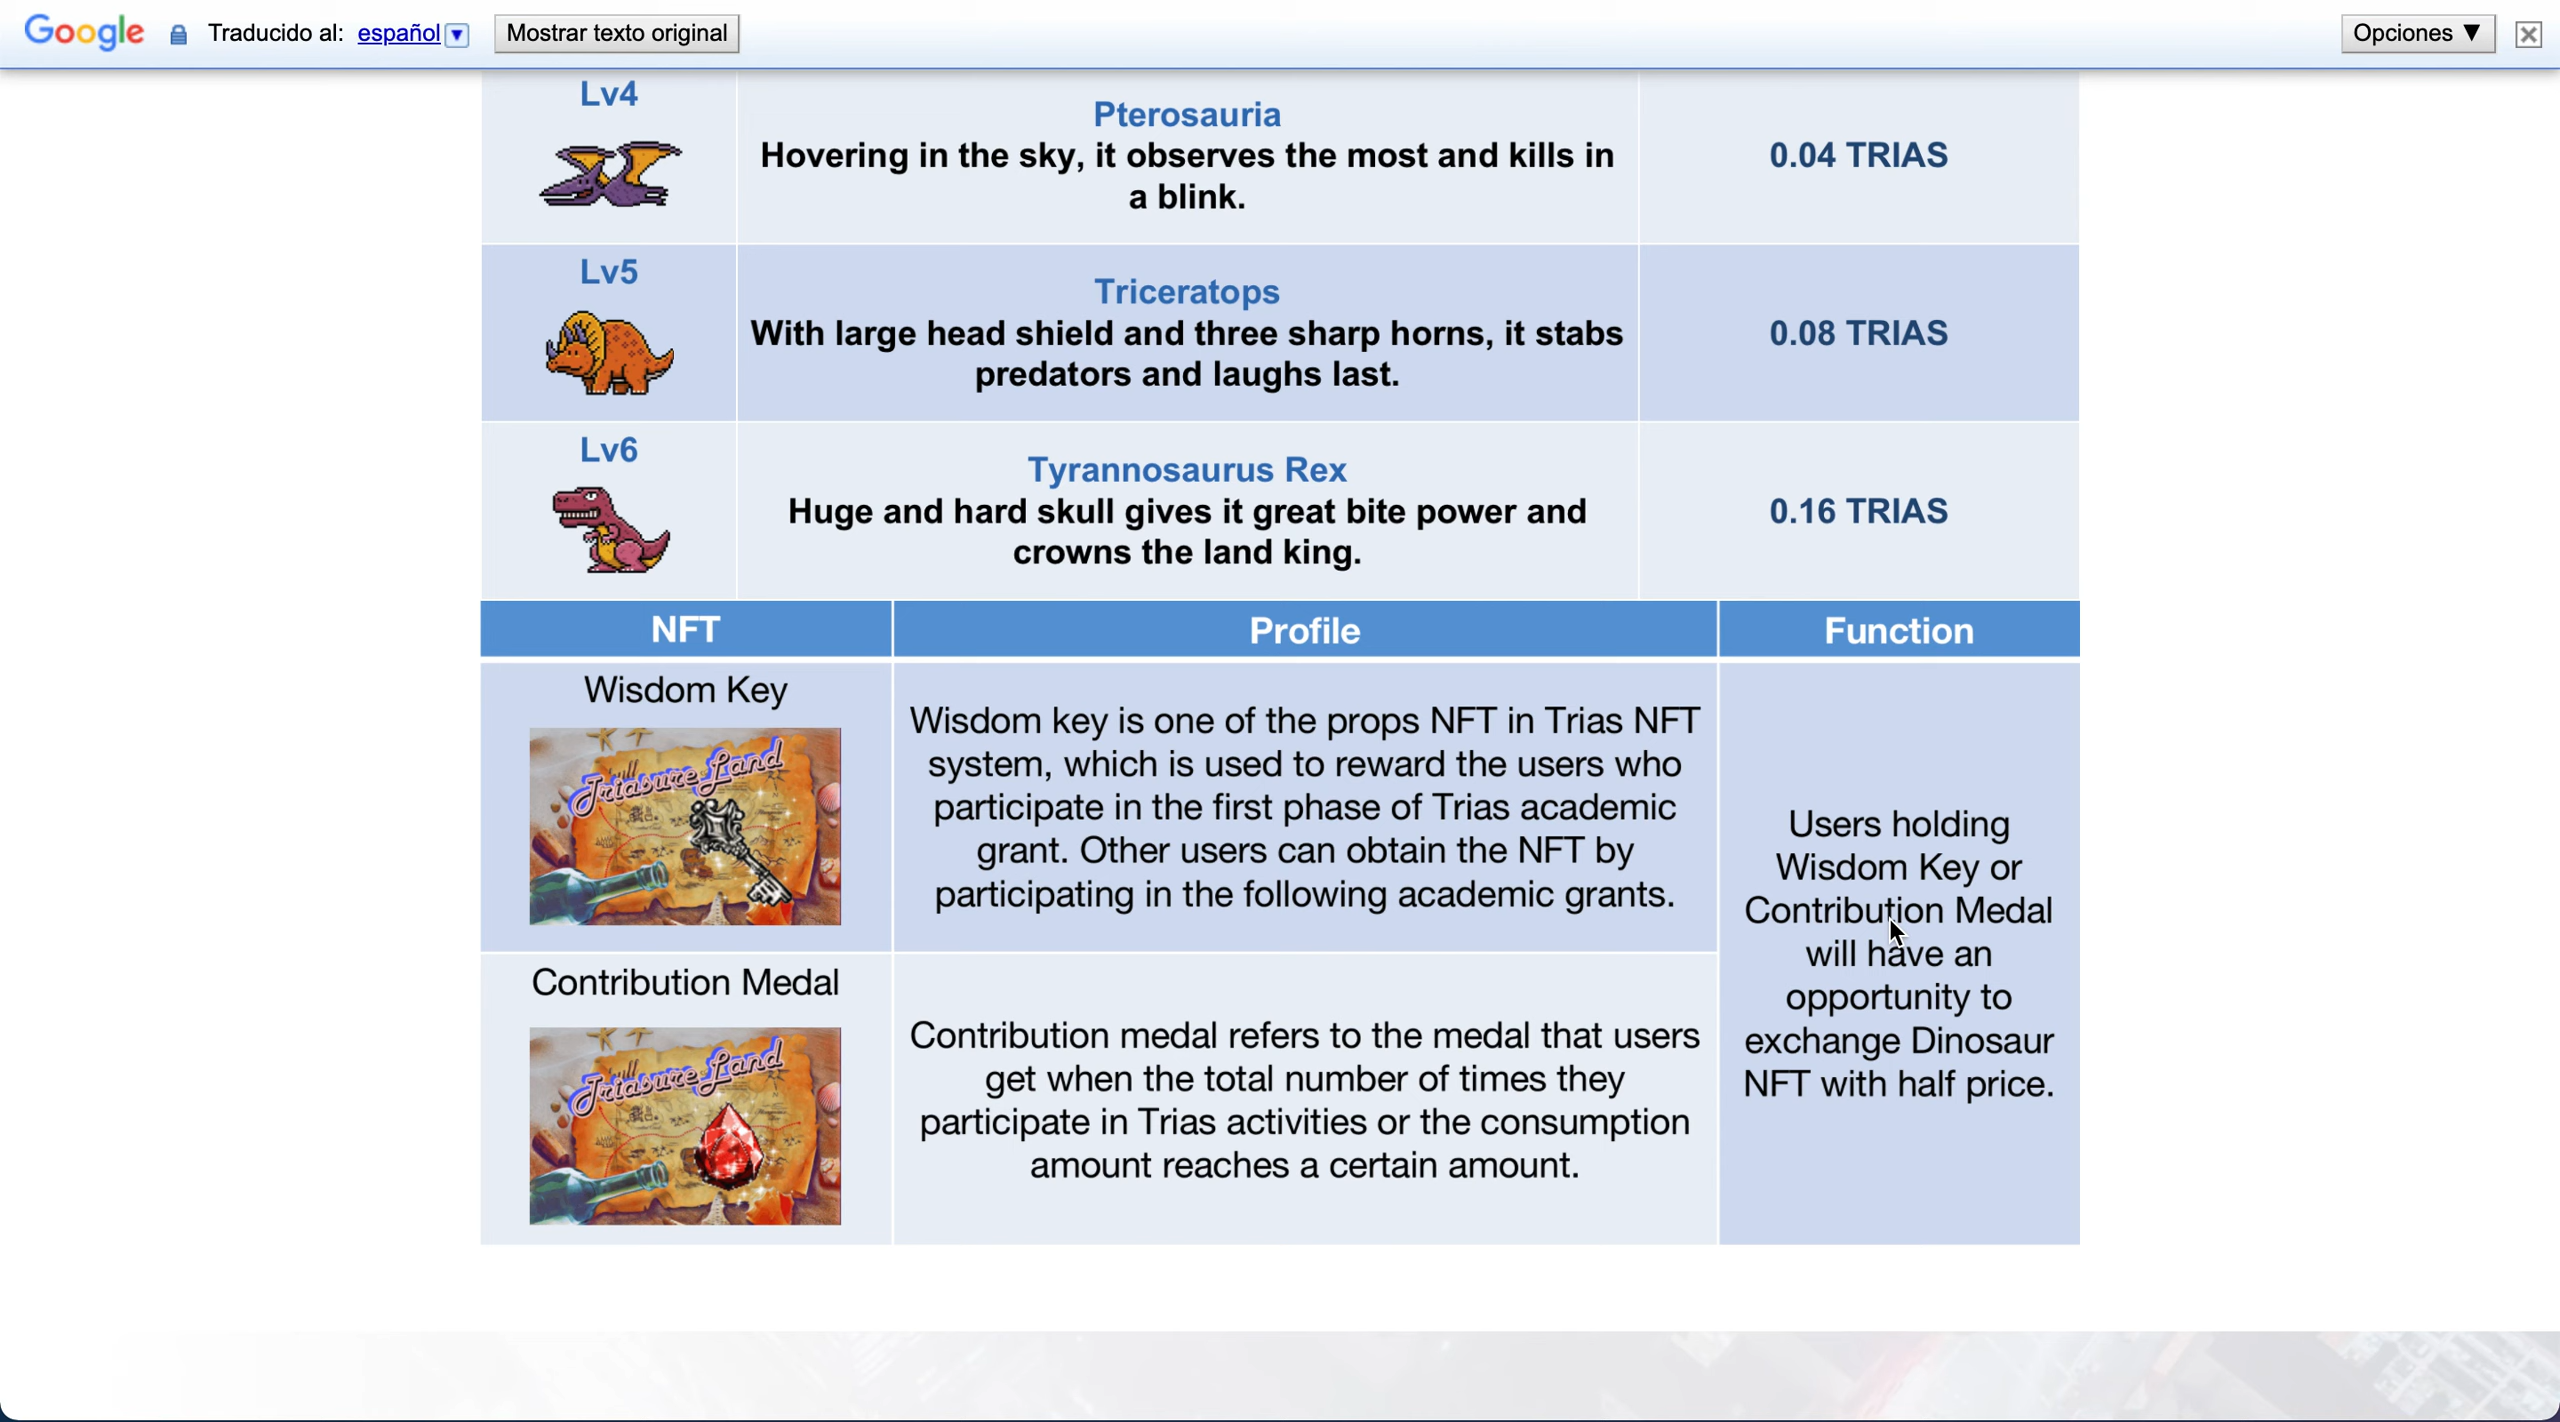 Google Traducido al: español ▼ Mostrar texto original Opciones ▼
Lv4
Pterosauria
Hovering in the sky, it observes the most and kills in
a blink.
0.04 TRIAS
Lv5
Triceratops
With large head shield and three sharp horns, it stabs
predators and laughs last.
0.08 TRIAS
Lv6
Tyrannosaurus Rex
Huge and hard skull gives it great bite power and
crowns the land king.
0.16 TRIAS
NFT Profile Function
Wisdom Key
Triasure Land
Wisdom key is one of the props NFT in Trias NFT
system, which is used to reward the users who
participate in the first phase of Trias academic
grant. Other users can obtain the NFT by
participating in the following academic grants.
Contribution Medal
Triasure Land
Contribution medal refers to the medal that users
get when the total number of times they
participate in Trias activities or the consumption
amount reaches a certain amount.
Users holding
Wisdom Key or
Contribution Medal
will have an
opportunity to
exchange Dinosaur
NFT with half price.